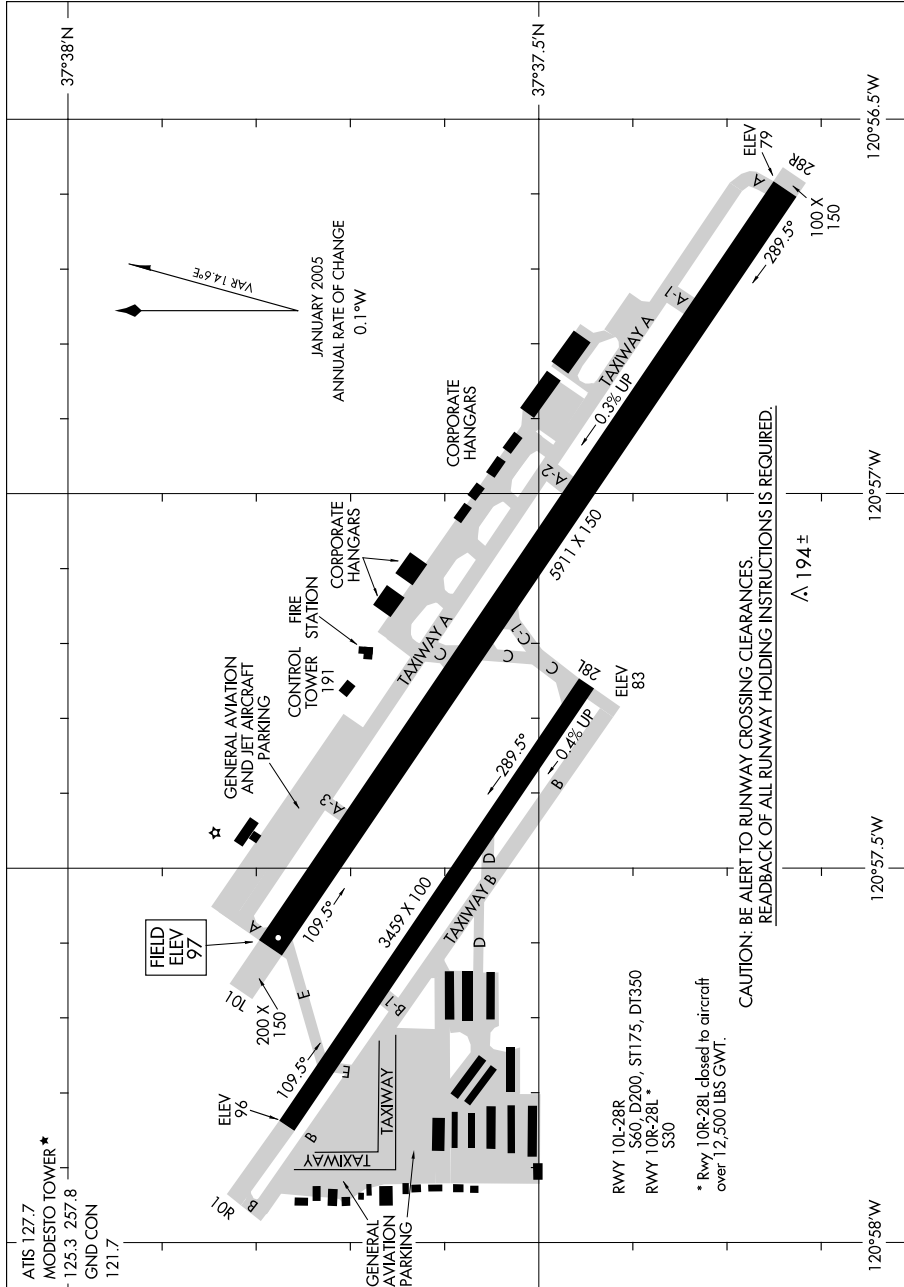 ATIS 127.7
MODESTO TOWER★
125.3 257.8
GND CON
121.7
37°38'N
37°37.5'N
VAR 14.6°E
JANUARY 2005
ANNUAL RATE OF CHANGE
0.1°W
FIELD
ELEV
97
GENERAL AVIATION
AND JET AIRCRAFT
PARKING
CONTROL
TOWER
191
FIRE
STATION
CORPORATE
HANGARS
CORPORATE
HANGARS
ELEV
79
A
28R
100 X
150
289.5°
A-1
TAXIWAY A
0.3% UP
A-2
5911 X 150
TAXIWAY A
C
C
C-1
C
28L
ELEV
83
A-3
A
10L
200 X
150
109.5°
E
E
ELEV
96
109.5°
3459 X 100
289.5°
0.4% UP
B
10R
B
B
B-1
TAXIWAY B
D
D
TAXIWAY
TAXIWAY
GENERAL
AVIATION
PARKING
RWY 10L-28R
S60, D200, ST175, DT350
RWY 10R-28L *
S30
* Rwy 10R-28L closed to aircraft
over 12,500 LBS GWT.
CAUTION: BE ALERT TO RUNWAY CROSSING CLEARANCES.
READBACK OF ALL RUNWAY HOLDING INSTRUCTIONS IS REQUIRED.
194±
120°58'W
120°57.5'W
120°57'W
120°56.5'W